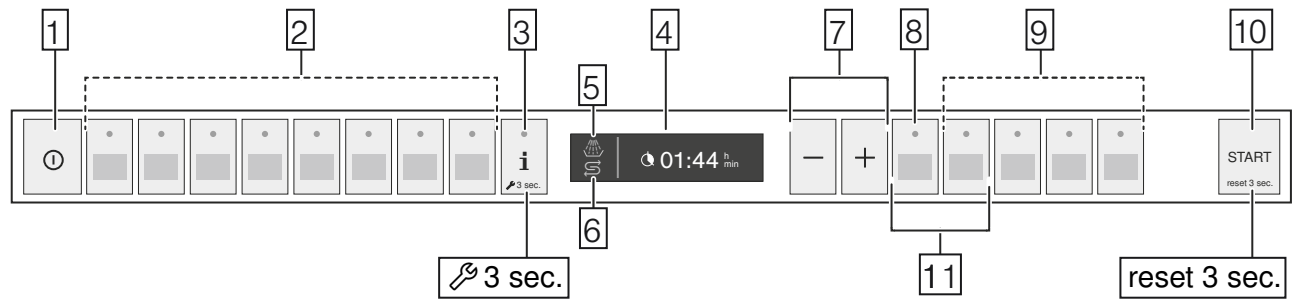 1 2 3 4 7 8 9 10
5
i
01:44 h min
− +
START
3 sec.
reset 3 sec.
6
11
3 sec.
reset 3 sec.